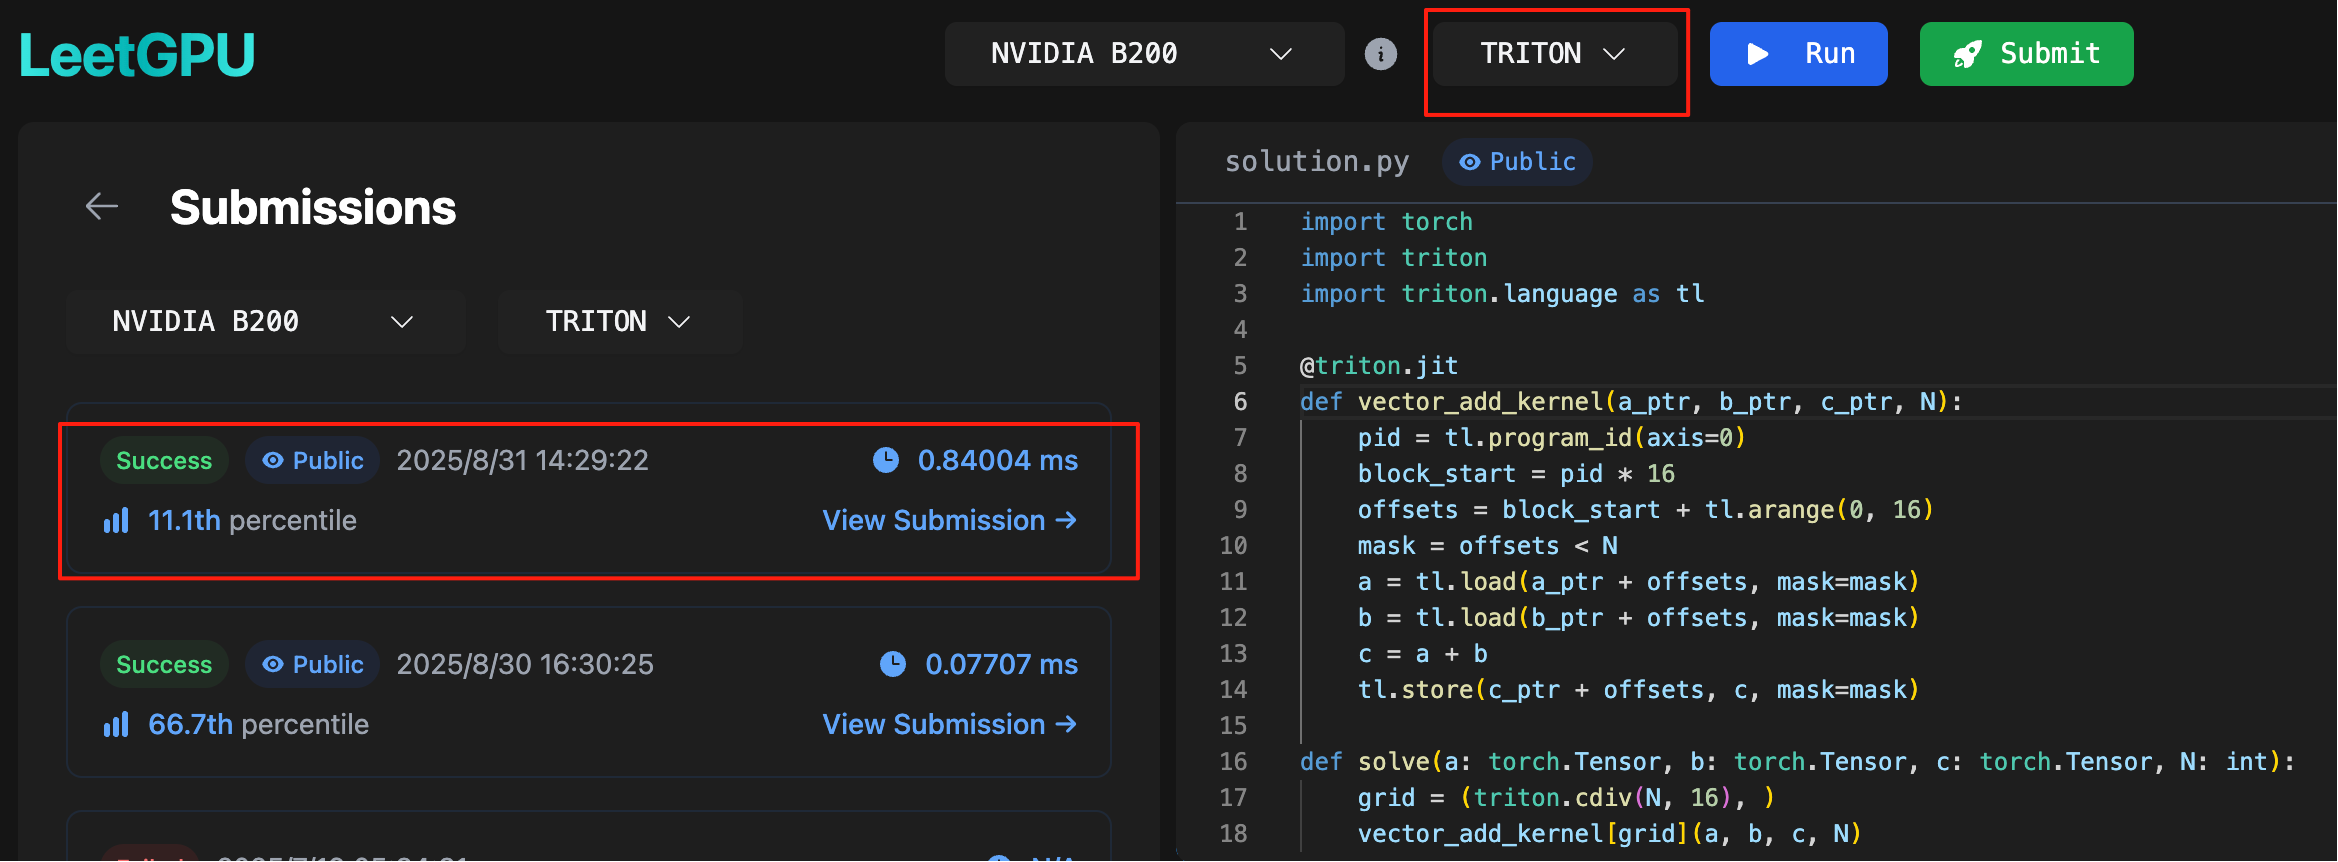 LeetGPU
NVIDIA B200
TRITON
Run
Submit
Submissions
NVIDIA B200
TRITON
Success
Public
2025/8/31 14:29:22
0.84004 ms
11.1th percentile
View Submission →
Success
Public
2025/8/30 16:30:25
0.07707 ms
66.7th percentile
View Submission →
solution.py
Public
1 import torch
2 import triton
3 import triton.language as tl
4
5 @triton.jit
6 def vector_add_kernel(a_ptr, b_ptr, c_ptr, N):
7     pid = tl.program_id(axis=0)
8     block_start = pid * 16
9     offsets = block_start + tl.arange(0, 16)
10     mask = offsets < N
11     a = tl.load(a_ptr + offsets, mask=mask)
12     b = tl.load(b_ptr + offsets, mask=mask)
13     c = a + b
14     tl.store(c_ptr + offsets, c, mask=mask)
15
16 def solve(a: torch.Tensor, b: torch.Tensor, c: torch.Tensor, N: int):
17     grid = (triton.cdiv(N, 16), )
18     vector_add_kernel[grid](a, b, c, N)